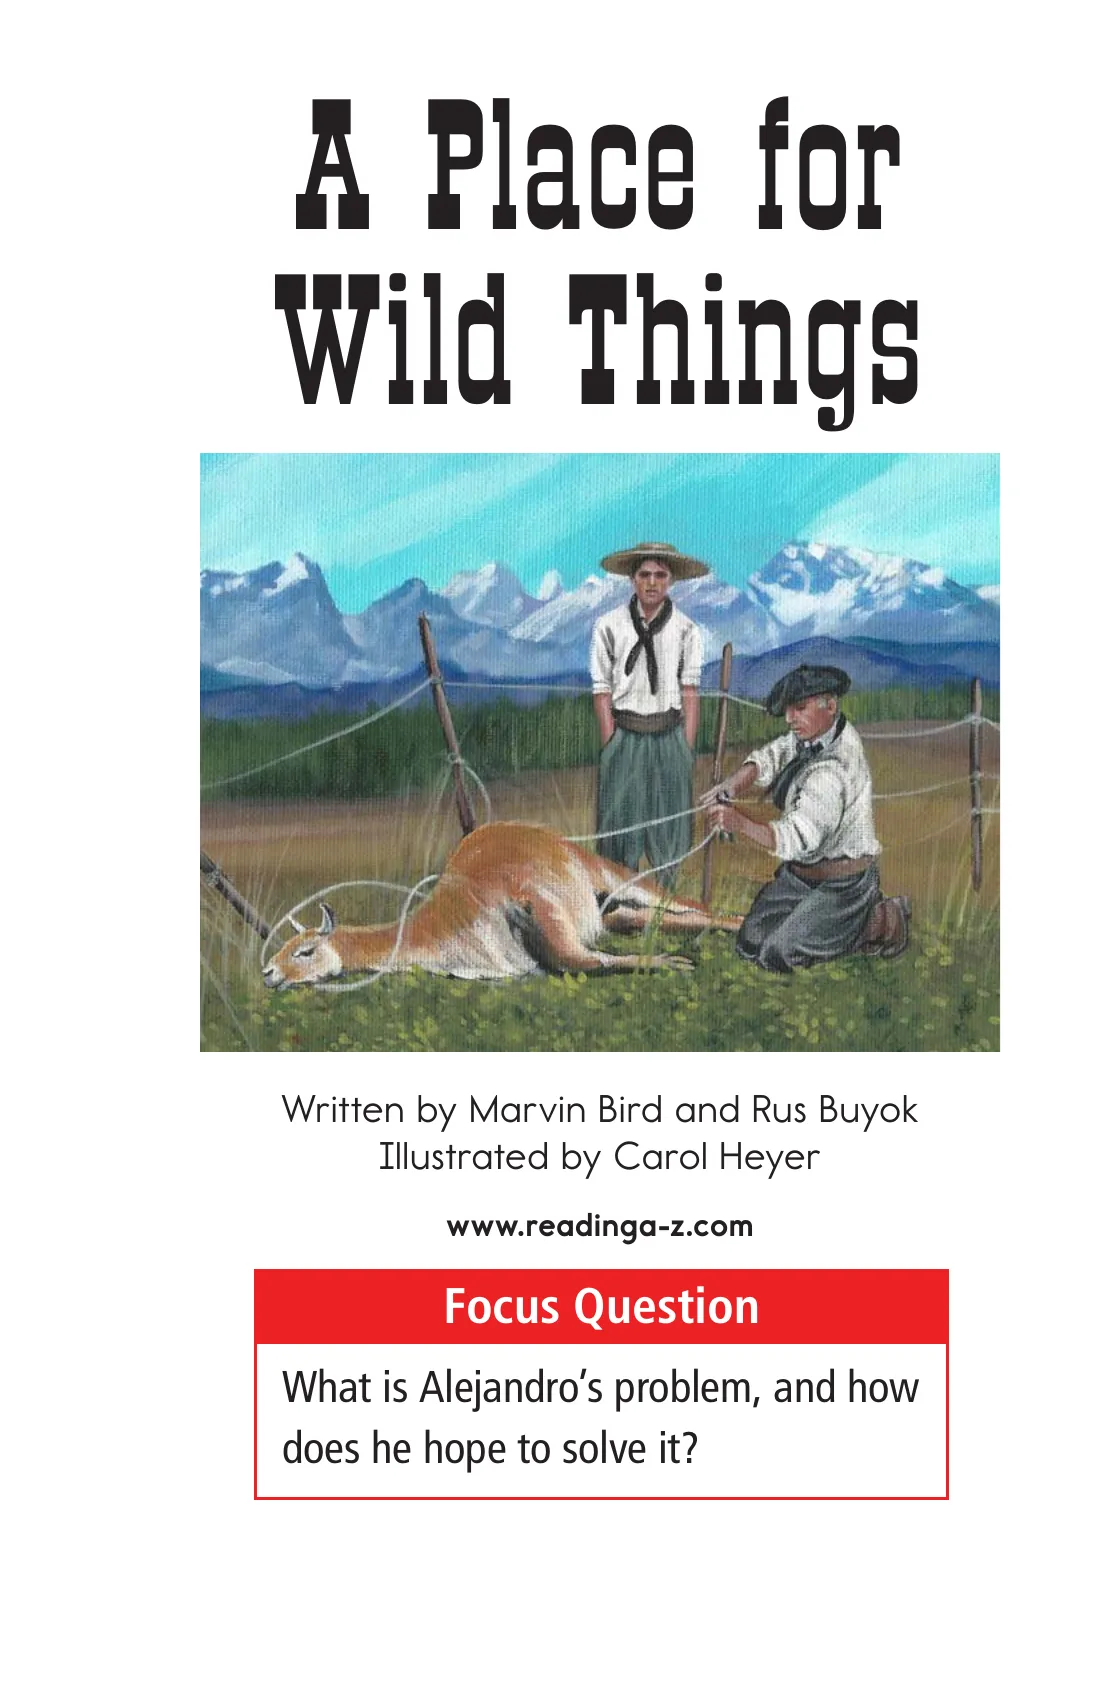 A Place for
Wild Things
Written by Marvin Bird and Rus Buyok
Illustrated by Carol Heyer
www.readinga-z.com
Focus Question
What is Alejandro’s problem, and how
does he hope to solve it?